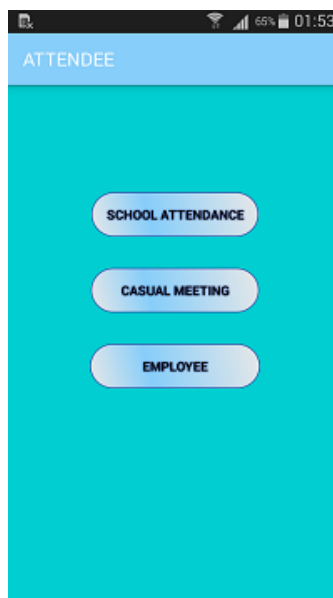 65% 01:53
ATTENDEE
SCHOOL ATTENDANCE
CASUAL MEETING
EMPLOYEE